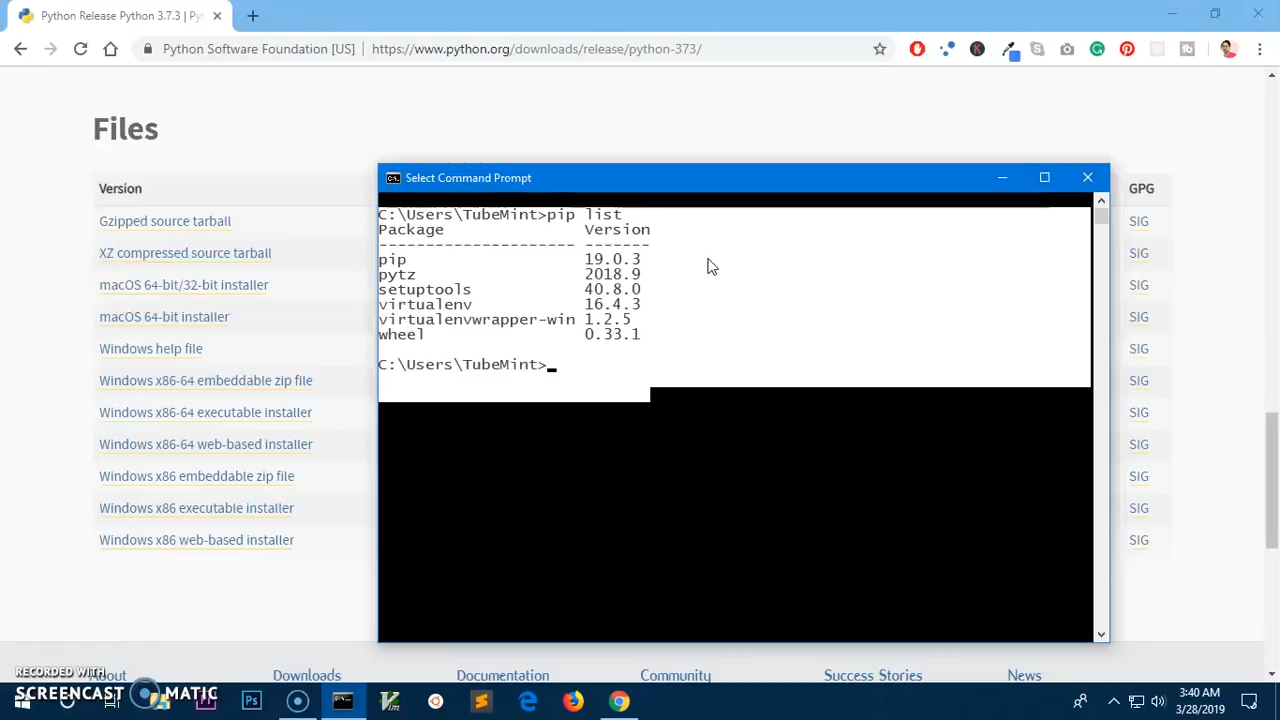 Python Release Python 3.7.3 | Py
Python Software Foundation [US] https://www.python.org/downloads/release/python-373/
Files
Version
GPG
Gzipped source tarball
SIG
XZ compressed source tarball
SIG
macOS 64-bit/32-bit installer
SIG
macOS 64-bit installer
SIG
Windows help file
SIG
Windows x86-64 embeddable zip file
SIG
Windows x86-64 executable installer
SIG
Windows x86-64 web-based installer
SIG
Windows x86 embeddable zip file
SIG
Windows x86 executable installer
SIG
Windows x86 web-based installer
SIG
Select Command Prompt
C:\Users\TubeMint>pip list
Package Version
--------------------- -------
pip 19.0.3
pytz 2018.9
setuptools 40.8.0
virtualenv 16.4.3
virtualenvwrapper-win 1.2.5
wheel 0.33.1
C:\Users\TubeMint>
About Downloads Documentation Community Success Stories News
RECORDED WITH
SCREENCAST MATIC
3:40 AM
3/28/2019